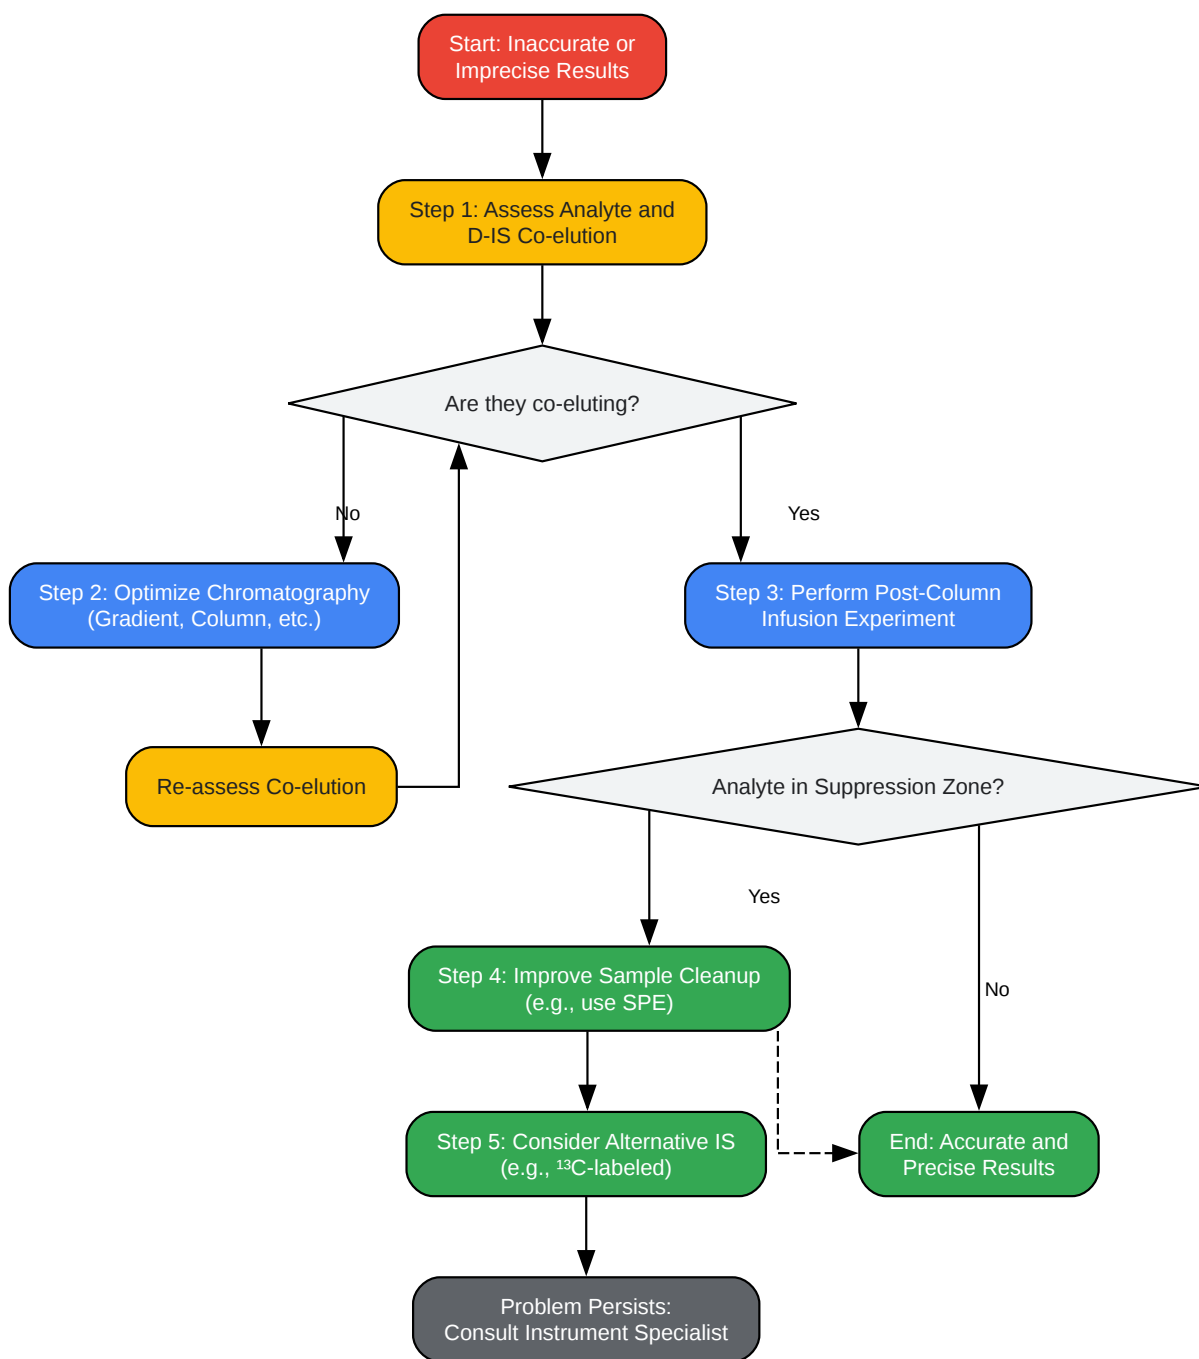 Start: Inaccurate or
Imprecise Results
Step 1: Assess Analyte and
D-IS Co-elution
Are they co-eluting?
No
Yes
Step 2: Optimize Chromatography
(Gradient, Column, etc.)
Step 3: Perform Post-Column
Infusion Experiment
Re-assess Co-elution
Analyte in Suppression Zone?
Yes
No
Step 4: Improve Sample Cleanup
(e.g., use SPE)
Step 5: Consider Alternative IS
(e.g., ¹³C-labeled)
End: Accurate and
Precise Results
Problem Persists:
Consult Instrument Specialist